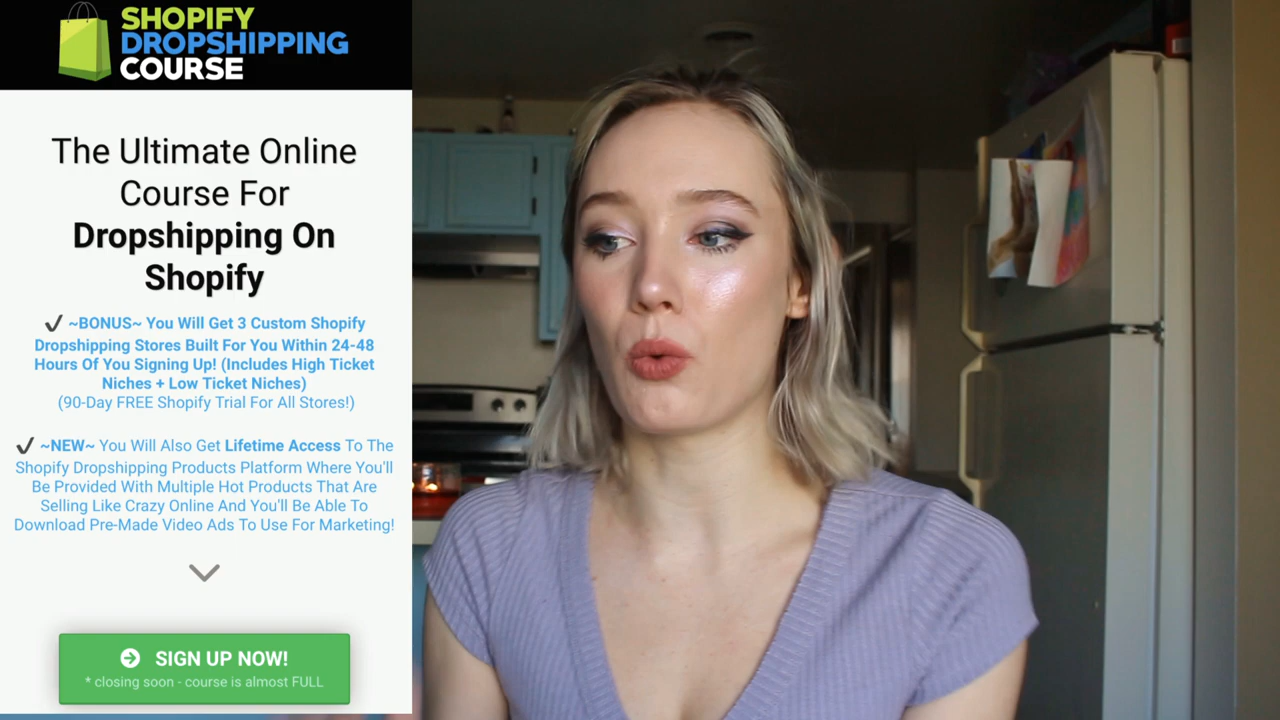 SHOPIFY
DROPSHIPPING
COURSE
The Ultimate Online
Course For
Dropshipping On
Shopify
✔ ~BONUS~ You Will Get 3 Custom Shopify
Dropshipping Stores Built For You Within 24-48
Hours Of You Signing Up! (Includes High Ticket
Niches + Low Ticket Niches)
(90-Day FREE Shopify Trial For All Stores!)
✔ ~NEW~ You Will Also Get Lifetime Access To The
Shopify Dropshipping Products Platform Where You'll
Be Provided With Multiple Hot Products That Are
Selling Like Crazy Online And You'll Be Able To
Download Pre-Made Video Ads To Use For Marketing!
SIGN UP NOW!
* closing soon - course is almost FULL